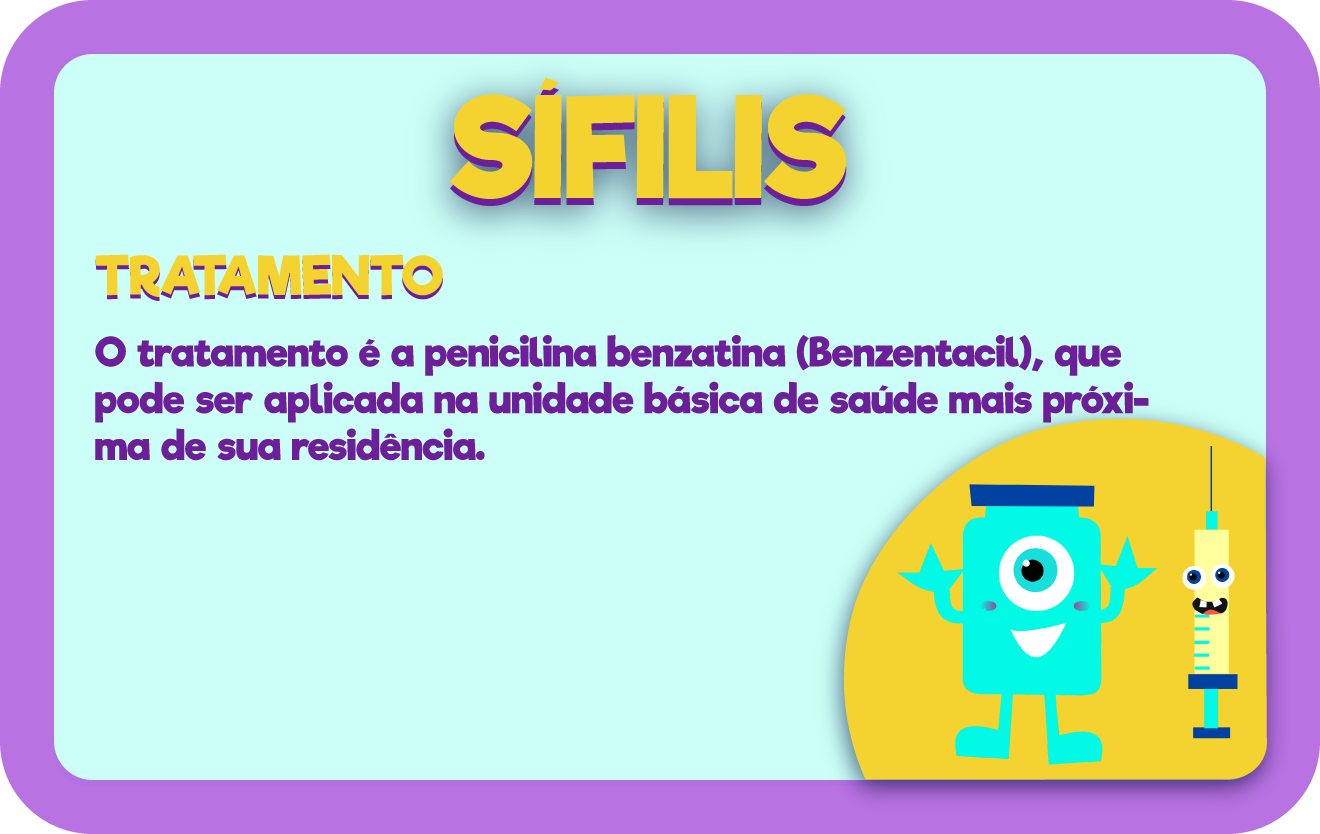 SÍFILIS
TRATAMENTO
O tratamento é a penicilina benzatina (Benzentacil), que
pode ser aplicada na unidade básica de saúde mais próxi-
ma de sua residência.